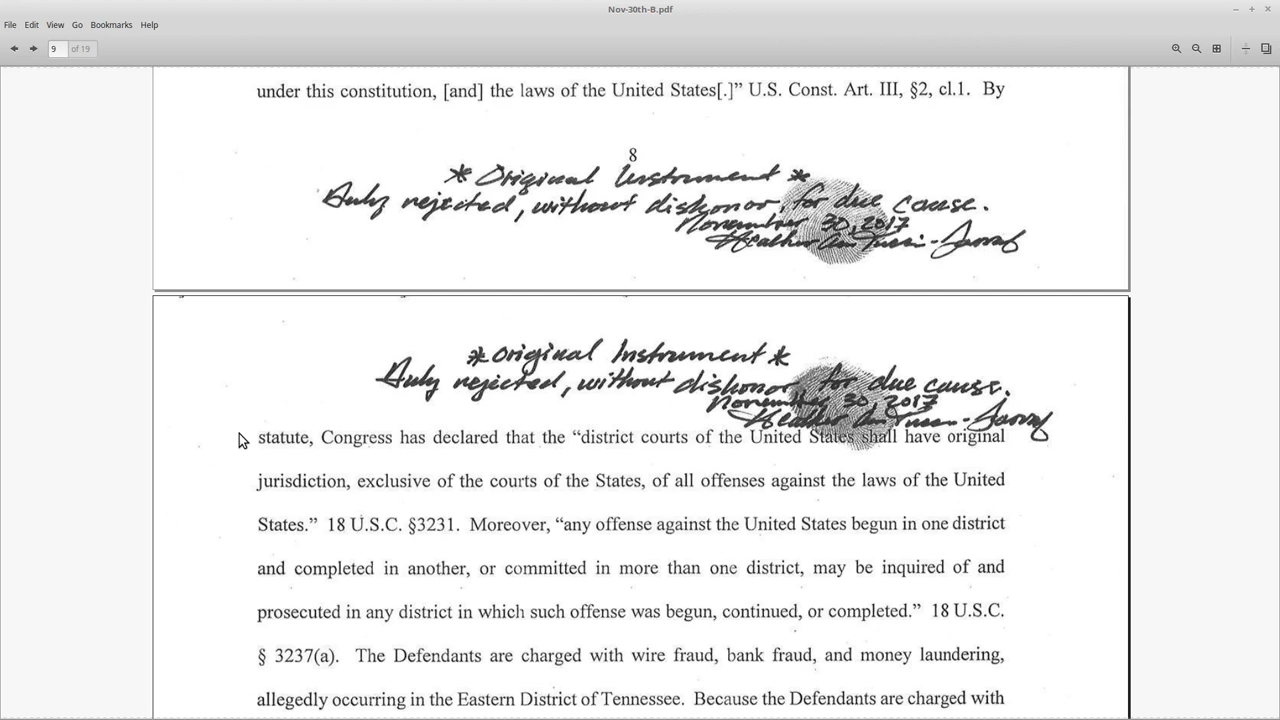 Nov-30th-B.pdf
File Edit View Go Bookmarks Help
9 of 19
under this constitution, [and] the laws of the United States[.]” U.S. Const. Art. III, §2, cl.1. By
8
* Original Instrument *
Duly rejected, without dishonor, for due cause.
November 30, 2017
Heather Ann Tucci-Jarraf
* Original Instrument *
Duly rejected, without dishonor, for due cause.
November 30, 2017
Heather Ann Tucci-Jarraf
statute, Congress has declared that the “district courts of the United States shall have original
jurisdiction, exclusive of the courts of the States, of all offenses against the laws of the United
States.” 18 U.S.C. §3231. Moreover, “any offense against the United States begun in one district
and completed in another, or committed in more than one district, may be inquired of and
prosecuted in any district in which such offense was begun, continued, or completed.” 18 U.S.C.
§ 3237(a). The Defendants are charged with wire fraud, bank fraud, and money laundering,
allegedly occurring in the Eastern District of Tennessee. Because the Defendants are charged with